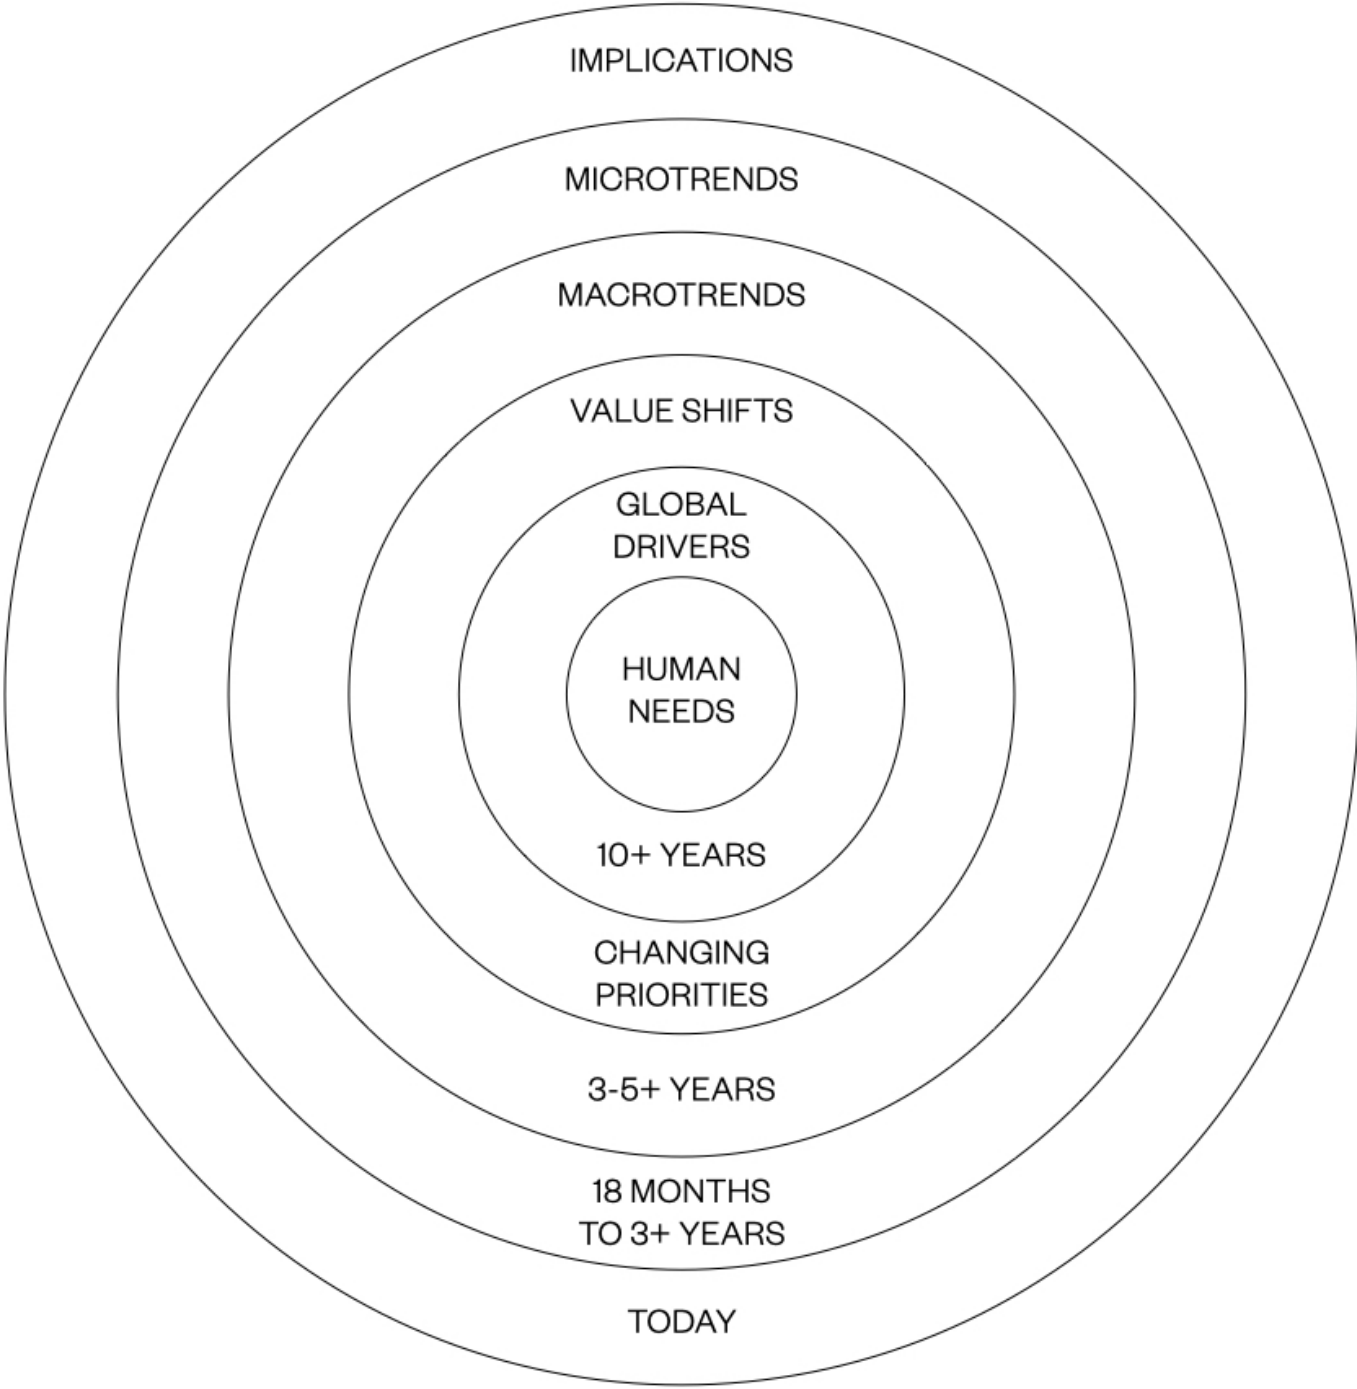 IMPLICATIONS
MICROTRENDS
MACROTRENDS
VALUE SHIFTS
GLOBAL
DRIVERS
HUMAN
NEEDS
10+ YEARS
CHANGING
PRIORITIES
3-5+ YEARS
18 MONTHS
TO 3+ YEARS
TODAY